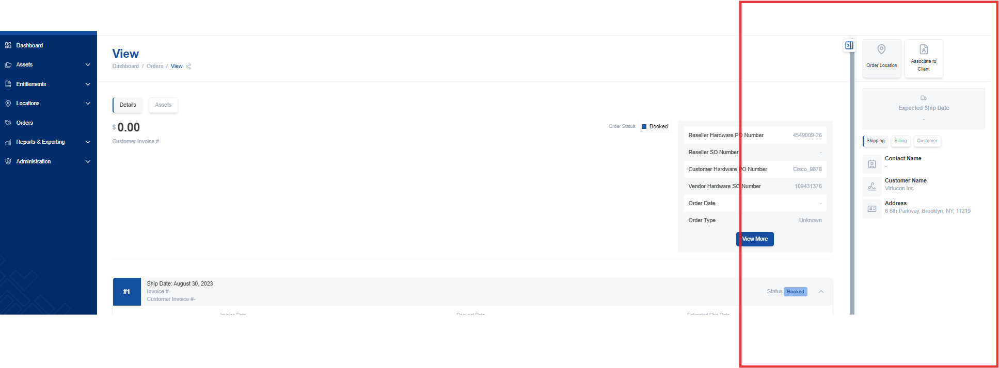 Dashboard
Assets
Entitlements
Locations
Orders
Reports & Exporting
Administration
View
Dashboard / Orders / View
Details
Assets
$ 0.00
Customer Invoice #-
Order Status: Booked
Reseller Hardware PO Number 4549009-26
Reseller SO Number -
Customer Hardware PO Number Cisco_9878
Vendor Hardware SO Number 109431376
Order Date -
Order Type Unknown
View More
#1
Ship Date: August 30, 2023
Invoice #-
Customer Invoice #-
Status Booked
Invoice Date
Request Date
Estimated Ship Date
Order Location
Associate to
Client
Expected Ship Date
-
Shipping
Billing
Customer
Contact Name
-
Customer Name
Virtucon Inc
Address
6 6th Parkway, Brooklyn, NY, 11219